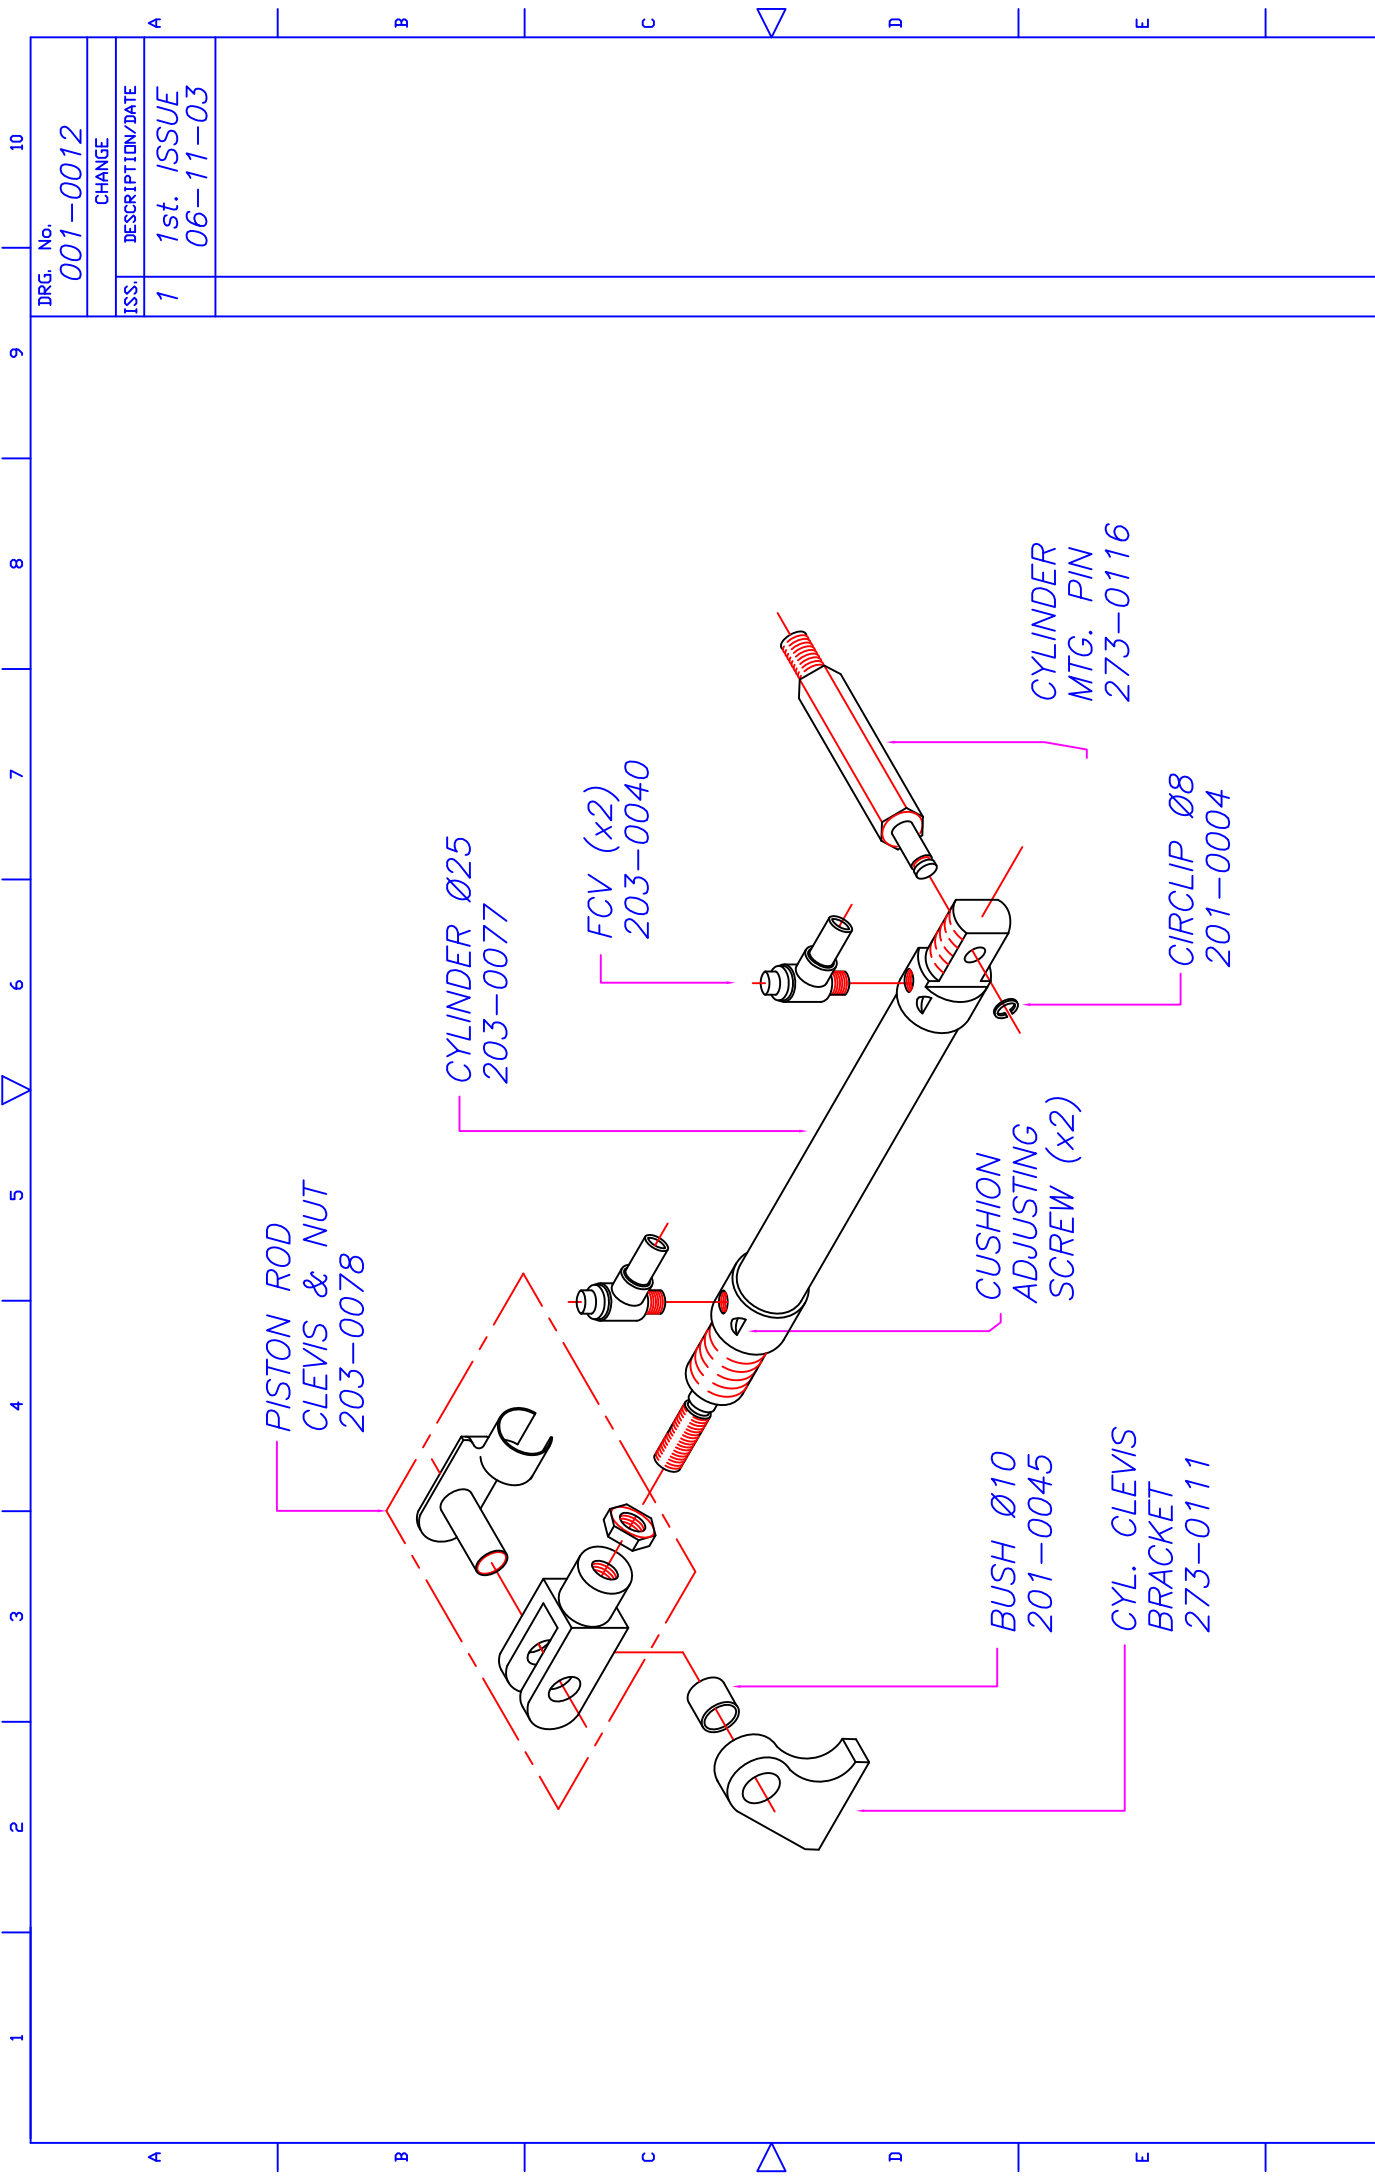 1 2 3 4 5 6 7 8 9 10
DRG. No.
001-0012
CHANGE
ISS. DESCRIPTION/DATE
1 1st. ISSUE
06-11-03
A
B
C
D
E
A
B
C
D
E
PISTON ROD
CLEVIS & NUT
203-0078
CYLINDER Ø25
203-0077
FCV (x2)
203-0040
CYLINDER
MTG. PIN
273-0116
CIRCLIP Ø8
201-0004
CUSHION
ADJUSTING
SCREW (x2)
BUSH Ø10
201-0045
CYL. CLEVIS
BRACKET
273-0111